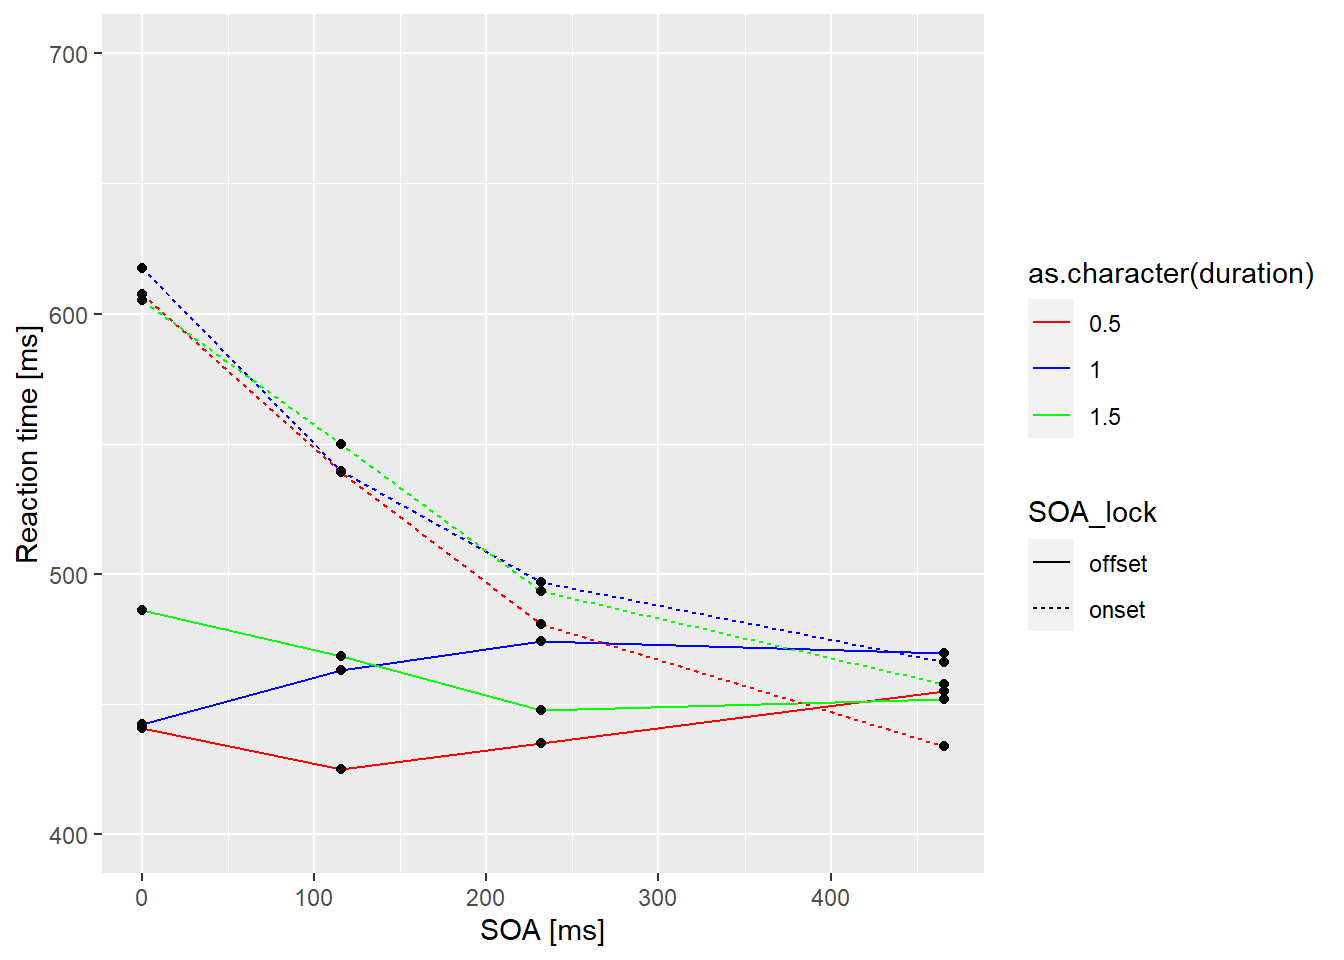 700
600
500
400
Reaction time [ms]
0 100 200 300 400
SOA [ms]
as.character(duration)
0.5
1
1.5
SOA_lock
offset
onset